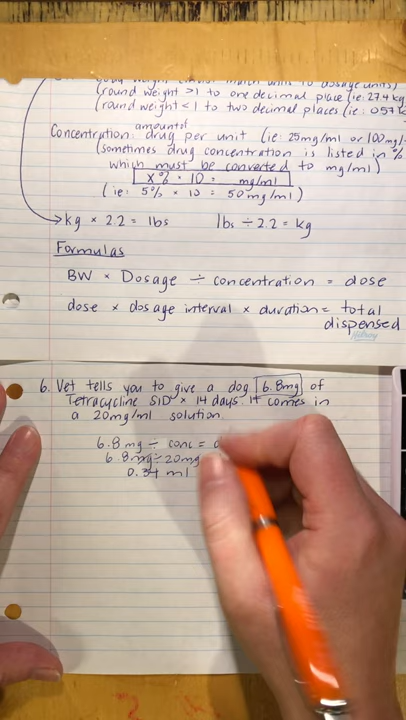 (round weight >1 to one decimal place (ie: 27.4 kg
(round weight <1 to two decimal places (ie: 0.57 k
amount of
Concentration: drug per unit (ie: 25mg/ml or 100mg/
(sometimes drug concentration is listed in %
which must be converted to mg/ml)
X% × 10 = mg/ml
(ie: 5% × 10 = 50mg/ml)
kg × 2.2 = lbs lbs ÷ 2.2 = kg
Formulas
BW × Dosage ÷ concentration = dose
dose × dosage interval × duration = total
dispensed
6. Vet tells you to give a dog 6.8mg of
Tetracycline SID × 14 days. It comes in
a 20mg/ml solution.
6.8mg ÷ conc =
6.8mg ÷ 20mg
0.34 ml